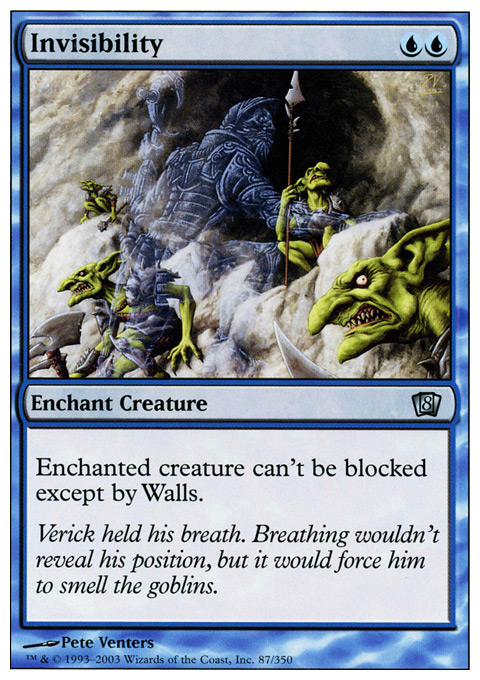 Invisibility
Enchant Creature
8
Enchanted creature can't be blocked
except by Walls.
Verick held his breath. Breathing wouldn't
reveal his position, but it would force him
to smell the goblins.
Pete Venters
™ & © 1993–2003 Wizards of the Coast, Inc. 87/350